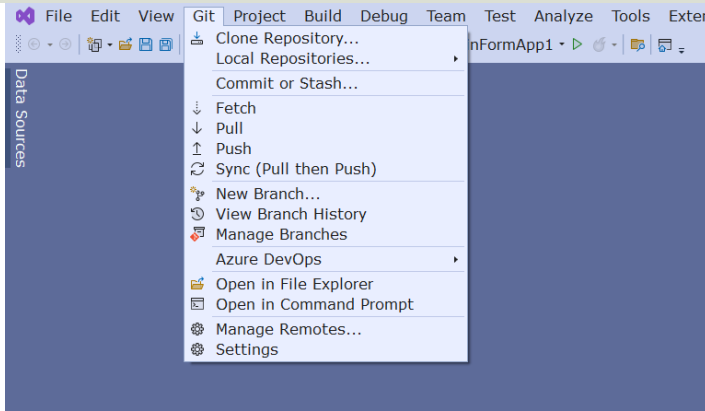 File Edit View Git Project Build Debug Team Test Analyze Tools
nFormApp1
Data Sources
Clone Repository...
Local Repositories...
Commit or Stash...
Fetch
Pull
Push
Sync (Pull then Push)
New Branch...
View Branch History
Manage Branches
Azure DevOps
Open in File Explorer
Open in Command Prompt
Manage Remotes...
Settings